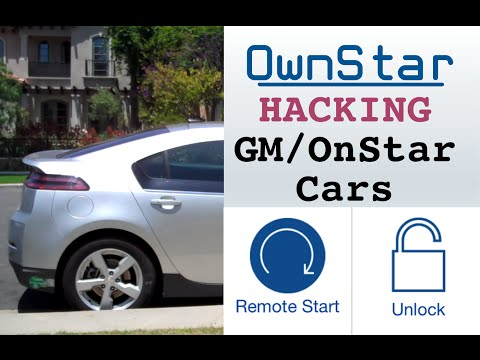 OwnStar
HACKING
GM/OnStar
Cars
Remote Start
Unlock